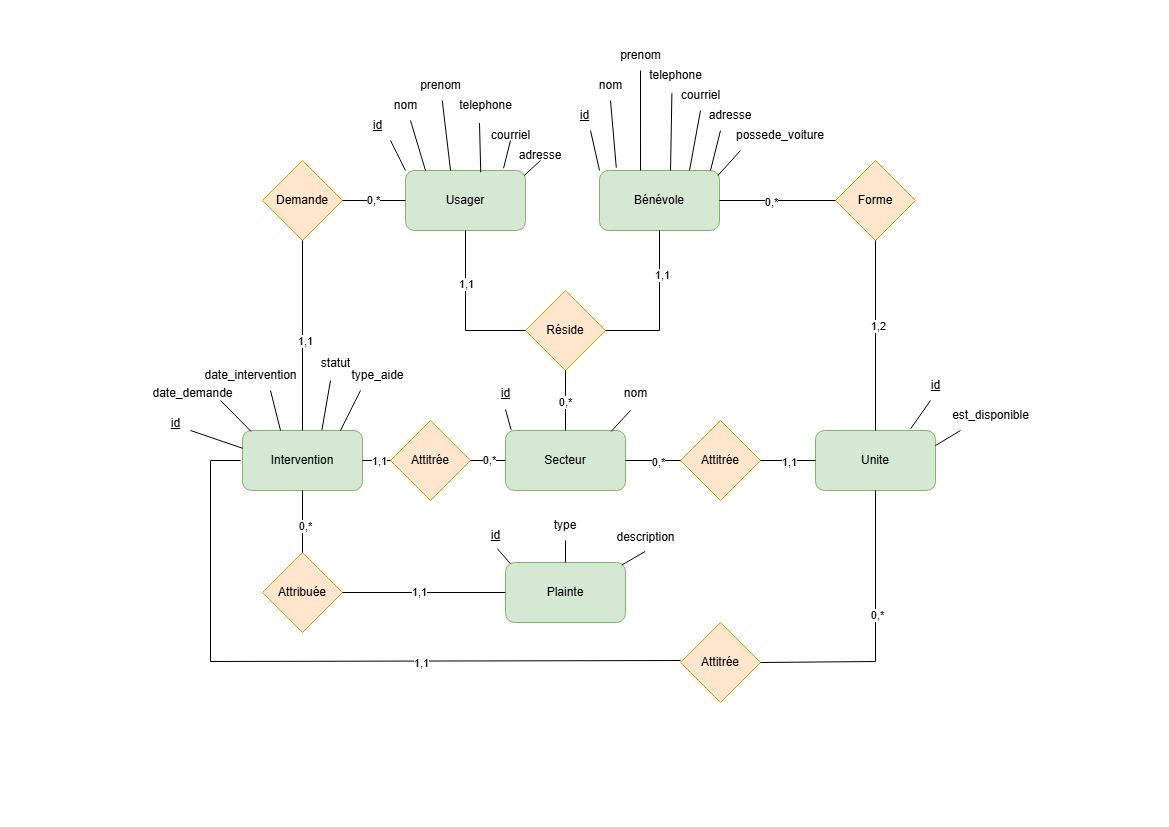 prenom
telephone
nom
courriel
id
adresse
possede_voiture
prenom
nom
telephone
id
courriel
adresse
Demande
0,*
Usager
Bénévole
0,*
Forme
1,1
1,1
Réside
1,1
1,2
date_intervention
statut
type_aide
date_demande
id
id
0,*
nom
id
est_disponible
Intervention
1,1
Attitrée
0,*
Secteur
0,*
Attitrée
1,1
Unite
0,*
id
type
description
Attribuée
1,1
Plainte
0,*
1,1
Attitrée